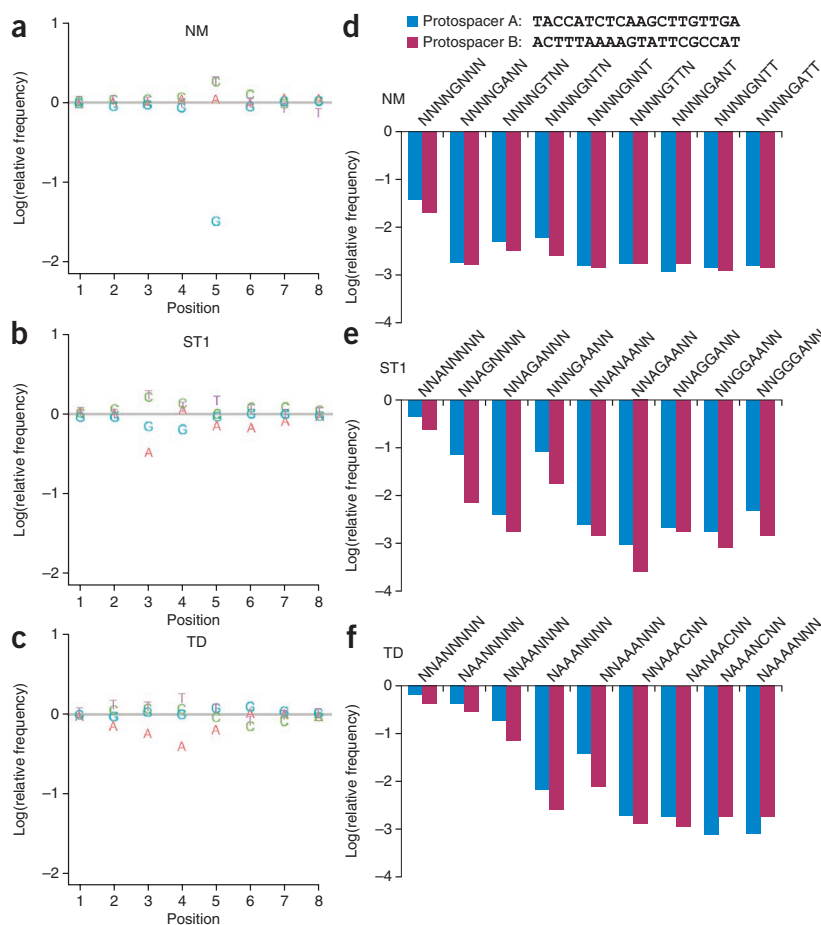 a
NM
Log(relative frequency)
1
0
−1
−2
1 2 3 4 5 6 7 8
Position
G
b
ST1
Log(relative frequency)
1
0
−1
−2
1 2 3 4 5 6 7 8
Position
c
TD
Log(relative frequency)
1
0
−1
−2
1 2 3 4 5 6 7 8
Position
d
Protospacer A: TACCATCTCAAGCTTGTTGA
Protospacer B: ACTTTAAAAGTATTCGCCAT
NM
NNNNGNNN
NNNNGANN
NNNNGTNN
NNNNGNTN
NNNNGNNT
NNNNGTTN
NNNNGANT
NNNNGNTT
NNNNGATT
Log(relative frequency)
0
−1
−2
−3
−4
e
ST1
NNANNNNN
NNAGNNNN
NNAGANNN
NNNGAANN
NNANAANN
NNAGAANN
NNAGGANN
NNGGAANN
NNGGGANN
Log(relative frequency)
0
−1
−2
−3
−4
f
TD
NNANNNNN
NAANNNNN
NNAANNNN
NAAANNNN
NNAAANNN
NNAAACNN
NANAACNN
NAAANCNN
NAAAANNN
Log(relative frequency)
0
−1
−2
−3
−4